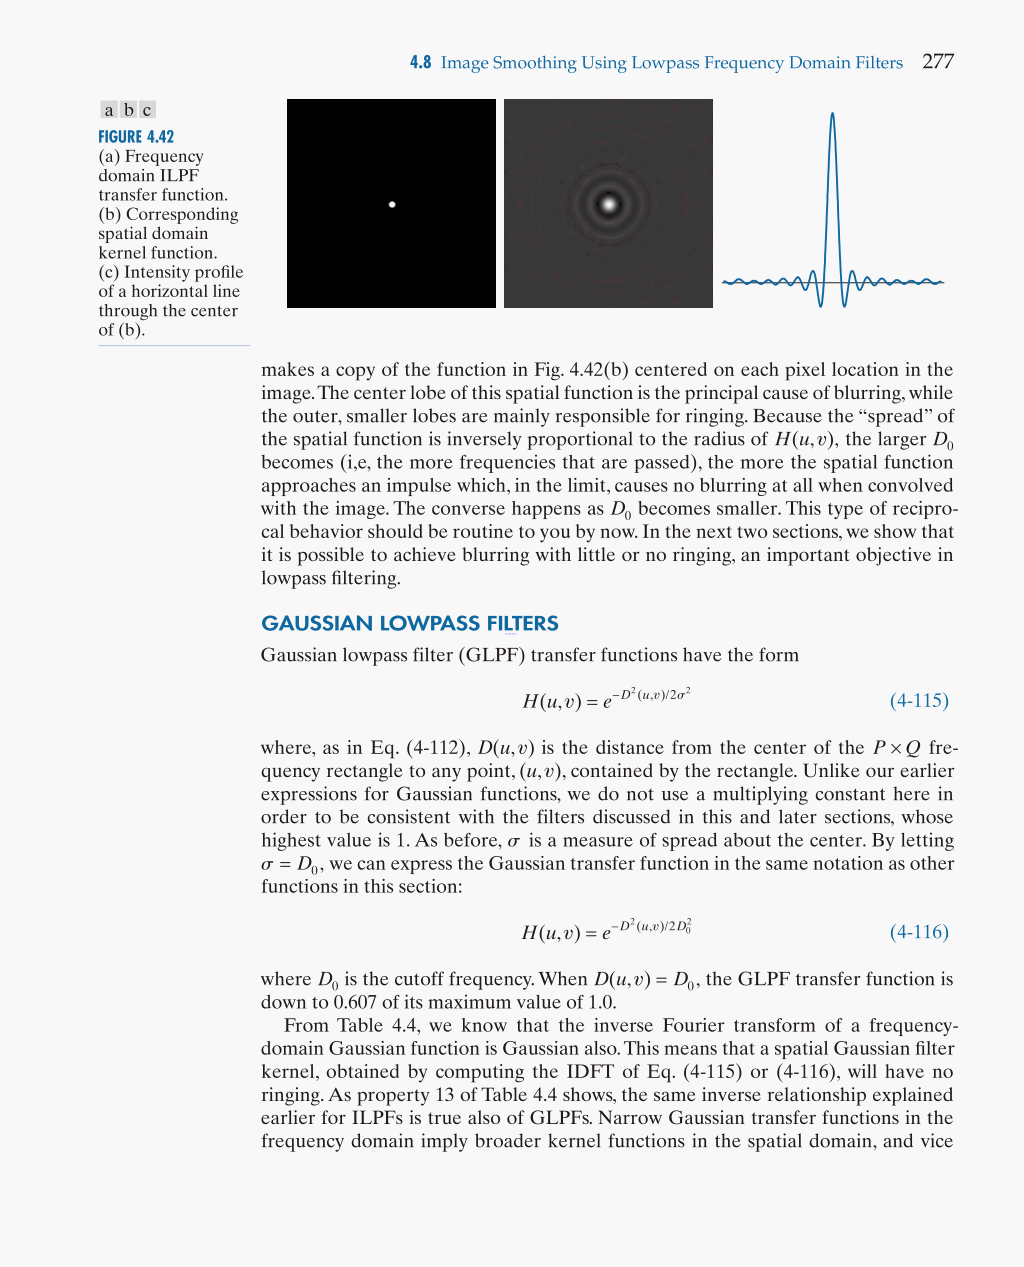 4.8 Image Smoothing Using Lowpass Frequency Domain Filters 277
a b c
FIGURE 4.42
(a) Frequency
domain ILPF
transfer function.
(b) Corresponding
spatial domain
kernel function.
(c) Intensity profile
of a horizontal line
through the center
of (b).
makes a copy of the function in Fig. 4.42(b) centered on each pixel location in the
image. The center lobe of this spatial function is the principal cause of blurring, while
the outer, smaller lobes are mainly responsible for ringing. Because the “spread” of
the spatial function is inversely proportional to the radius of H(u,v), the larger D₀
becomes (i,e, the more frequencies that are passed), the more the spatial function
approaches an impulse which, in the limit, causes no blurring at all when convolved
with the image. The converse happens as D₀ becomes smaller. This type of recipro-
cal behavior should be routine to you by now. In the next two sections, we show that
it is possible to achieve blurring with little or no ringing, an important objective in
lowpass filtering.
GAUSSIAN LOWPASS FILTERS
Gaussian lowpass filter (GLPF) transfer functions have the form
H(u,v) = e^{−D²(u,v)/2σ²} (4-115)
where, as in Eq. (4-112), D(u,v) is the distance from the center of the P × Q fre-
quency rectangle to any point, (u,v), contained by the rectangle. Unlike our earlier
expressions for Gaussian functions, we do not use a multiplying constant here in
order to be consistent with the filters discussed in this and later sections, whose
highest value is 1. As before, σ is a measure of spread about the center. By letting
σ = D₀, we can express the Gaussian transfer function in the same notation as other
functions in this section:
H(u,v) = e^{−D²(u,v)/2D₀²} (4-116)
where D₀ is the cutoff frequency. When D(u,v) = D₀, the GLPF transfer function is
down to 0.607 of its maximum value of 1.0.
From Table 4.4, we know that the inverse Fourier transform of a frequency-
domain Gaussian function is Gaussian also. This means that a spatial Gaussian filter
kernel, obtained by computing the IDFT of Eq. (4-115) or (4-116), will have no
ringing. As property 13 of Table 4.4 shows, the same inverse relationship explained
earlier for ILPFs is true also of GLPFs. Narrow Gaussian transfer functions in the
frequency domain imply broader kernel functions in the spatial domain, and vice